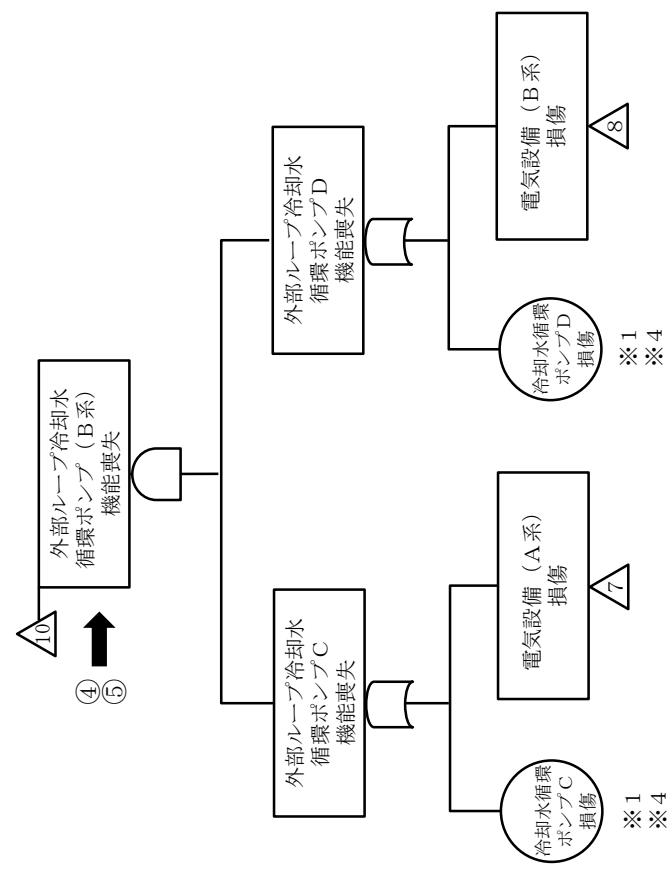 10
④
⑤
外部ループ冷却水
循環ポンプ（Ｂ系）
機能喪失
外部ループ冷却水
循環ポンプＣ
機能喪失
外部ループ冷却水
循環ポンプＤ
機能喪失
冷却水循環
ポンプＣ
損傷
※１
※４
電気設備（Ａ系）
損傷
7
冷却水循環
ポンプＤ
損傷
※１
※４
電気設備（Ｂ系）
損傷
8